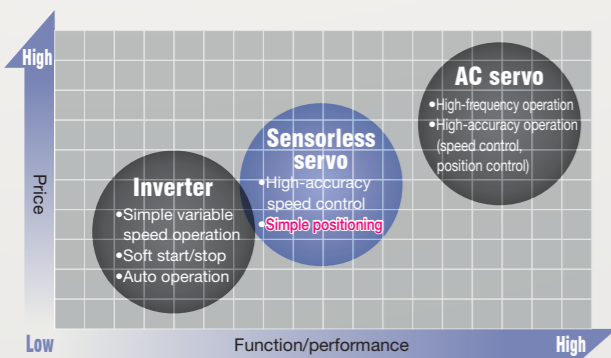 High
Price
Low
Function/performance
High
AC servo
•High-frequency operation
•High-accuracy operation
(speed control,
position control)
Sensorless
servo
•High-accuracy
speed control
•Simple positioning
Inverter
•Simple variable
speed operation
•Soft start/stop
•Auto operation